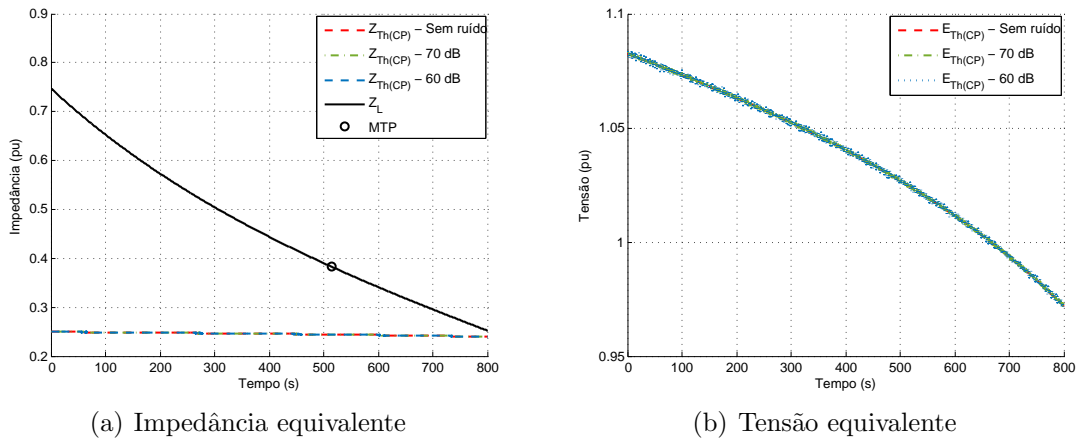 0.9
0.8
0.7
0.6
0.5
0.4
0.3
0.2
0 100 200 300 400 500 600 700 800
Impedância (pu)
Tempo (s)
Z_Th(CP) – Sem ruído
Z_Th(CP) – 70 dB
Z_Th(CP) – 60 dB
Z_L
MTP
(a) Impedância equivalente
1.1
1.05
1
0.95
0 100 200 300 400 500 600 700 800
Tensão (pu)
Tempo (s)
E_Th(CP) – Sem ruído
E_Th(CP) – 70 dB
E_Th(CP) – 60 dB
(b) Tensão equivalente